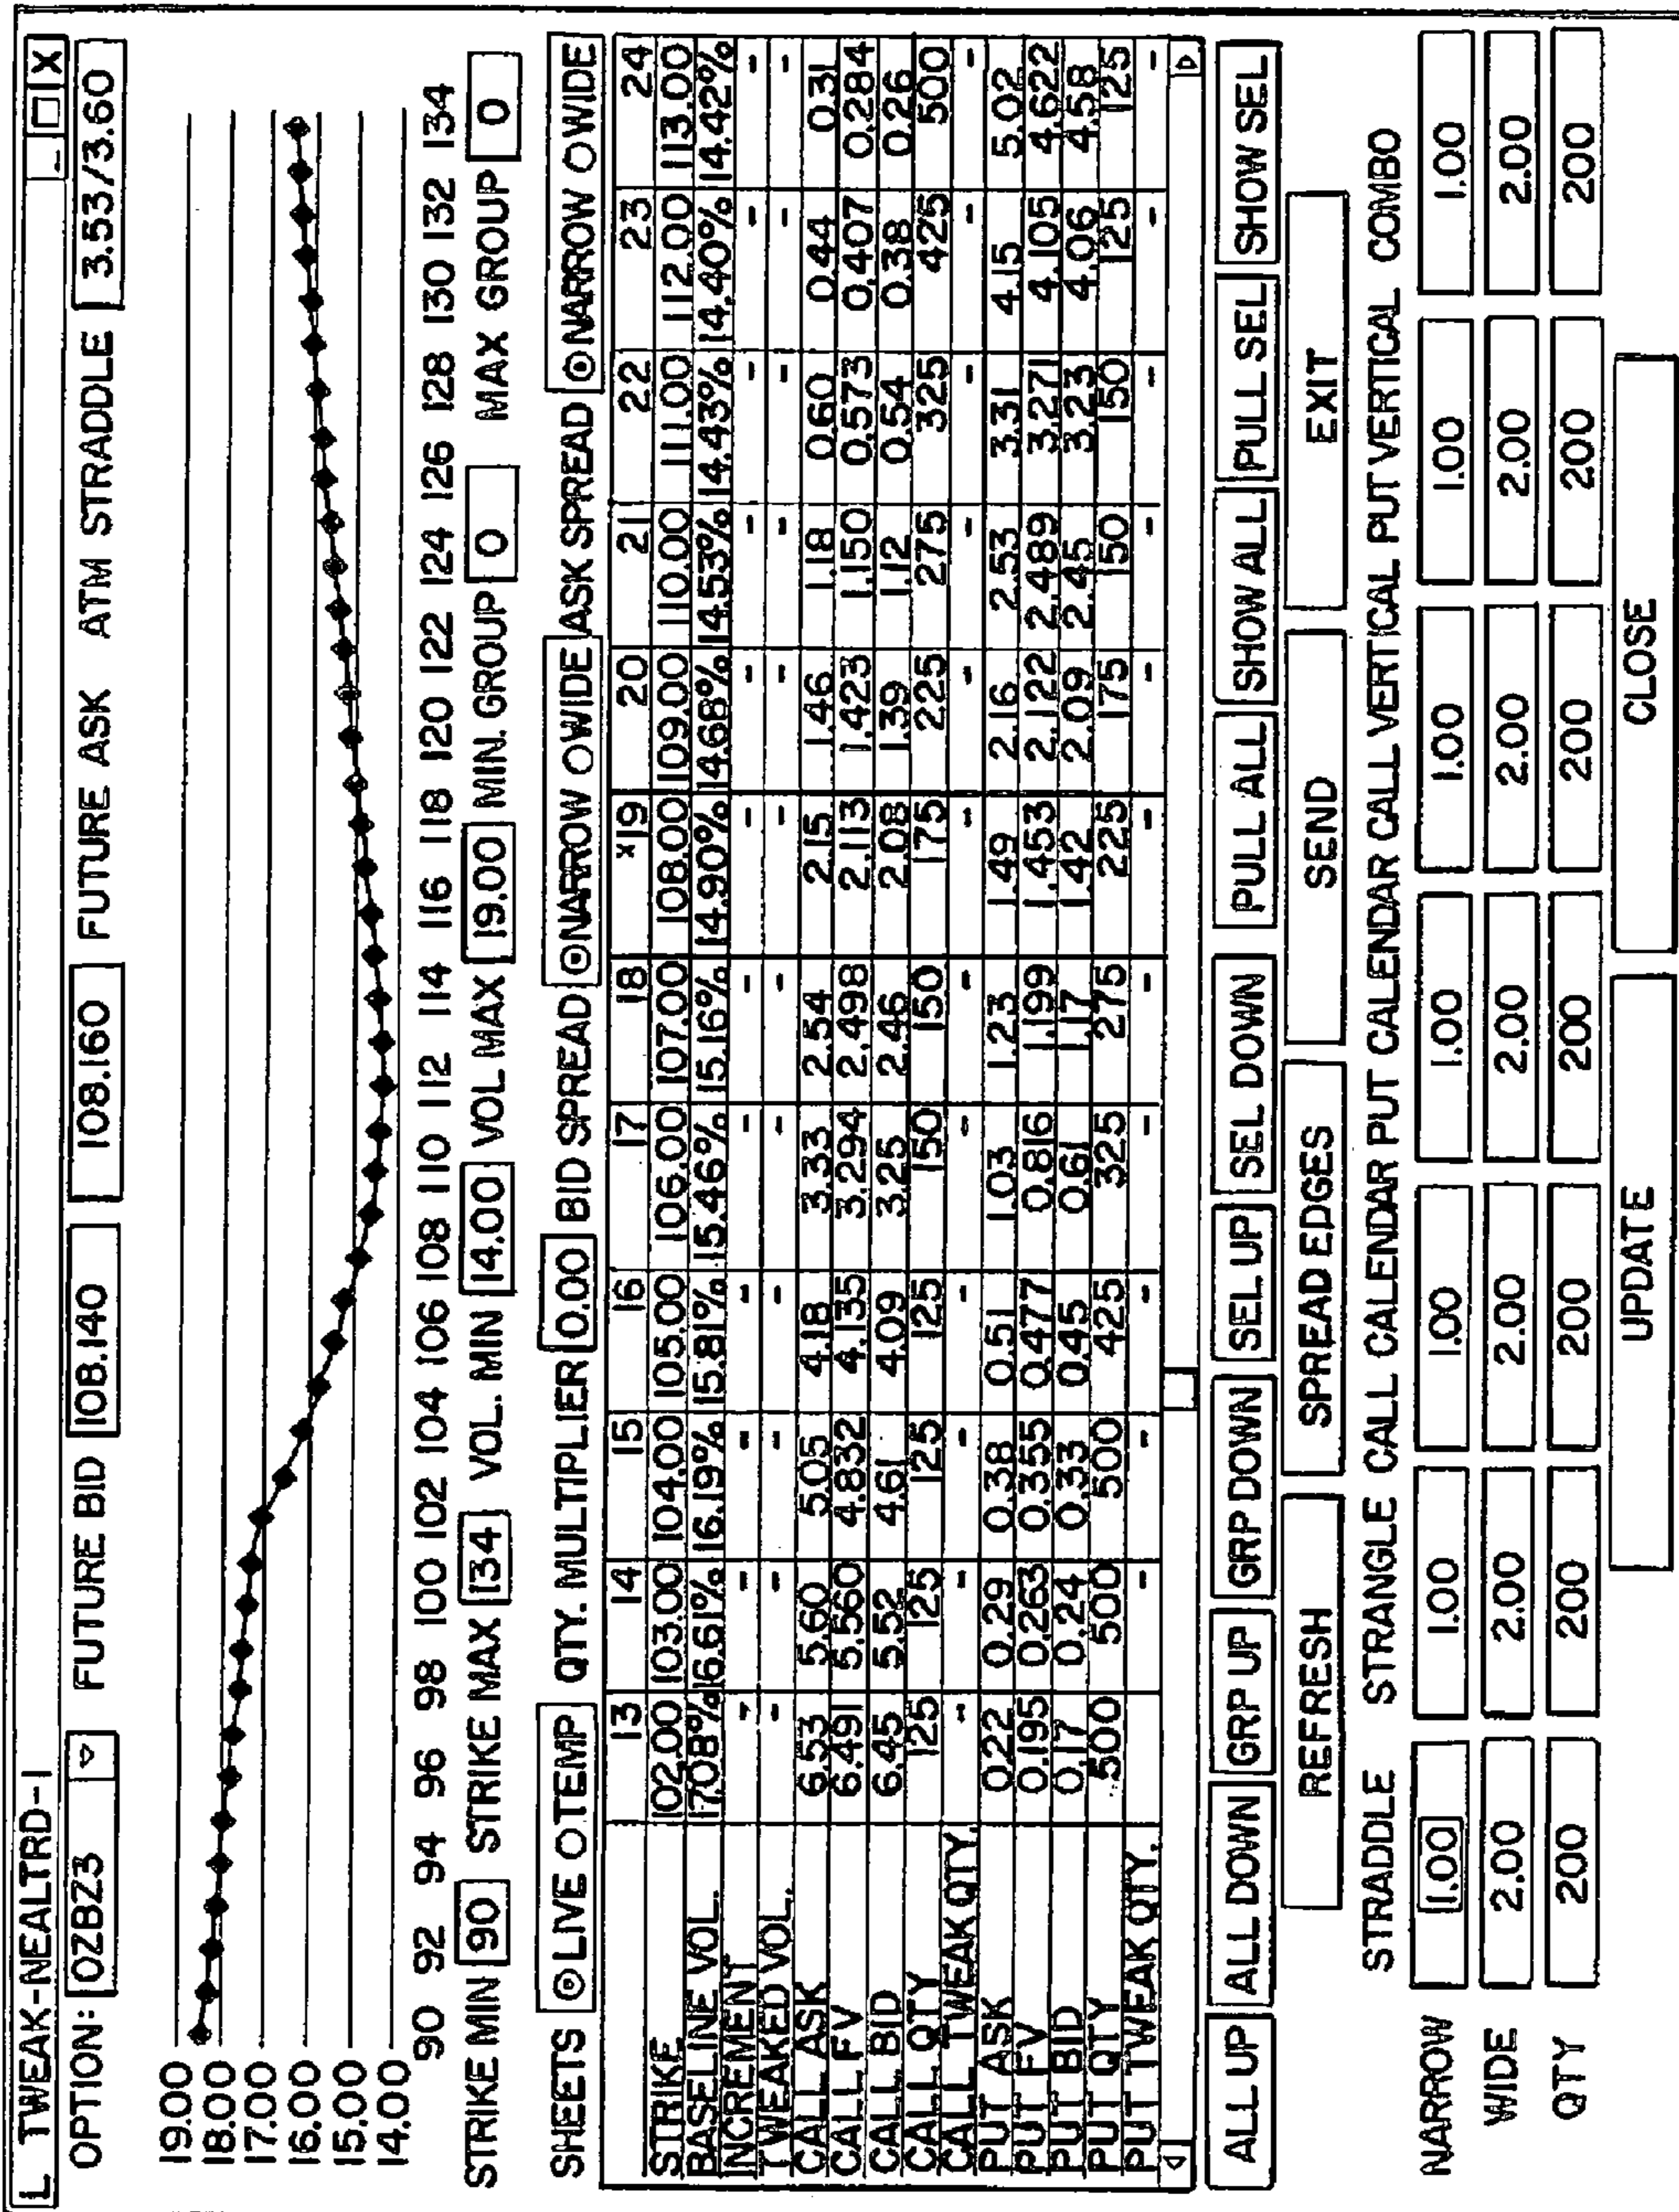 L TWEAK-NEALTRD-1 _ □ X
OPTION: OZBZ3 FUTURE BID 108.140 108.160 FUTURE ASK ATM STRADDLE 3.53/3.60
19.00
18.00
17.00
16.00
15.00
14.00
90 92 94 96 98 100 102 104 106 108 110 112 114 116 118 120 122 124 126 128 130 132 134
STRIKE MIN 90 STRIKE MAX 134 VOL. MIN 14.00 VOL MAX 19.00 MIN. GROUP 0 MAX GROUP 0
SHEETS LIVE TEMP QTY. MULTIPLIER 0.00 BID SPREAD NARROW WIDE ASK SPREAD NARROW WIDE
13 14 15 16 17 18 x19 20 21 22 23 24
STRIKE 102.00 103.00 104.00 105.00 106.00 107.00 108.00 109.00 110.00 111.00 112.00 113.00
BASELINE VOL. 17.08% 16.61% 16.19% 15.81% 15.46% 15.16% 14.90% 14.68% 14.53% 14.43% 14.40% 14.42%
INCREMENT - - - - - - - - - - - -
TWEAKED VOL. - - - - - - - - - - - -
CALL ASK 6.53 5.60 5.05 4.18 3.33 2.54 2.15 1.46 1.18 0.60 0.44 0.31
CALL FV 6.491 5.560 4.832 4.135 3.294 2.498 2.113 1.423 1.150 0.573 0.407 0.284
CALL BID 6.45 5.52 4.61 4.09 3.25 2.46 2.08 1.39 1.12 0.54 0.38 0.26
CALL QTY 125 125 125 125 150 150 175 225 275 325 425 500
CALL TWEAK QTY. - - - - - - - - - - - -
PUT ASK 0.22 0.29 0.38 0.51 1.03 1.23 1.49 2.16 2.53 3.31 4.15 5.02
PUT FV 0.195 0.263 0.355 0.477 0.816 1.199 1.453 2.122 2.489 3.271 4.105 4.622
PUT BID 0.17 0.24 0.33 0.45 0.61 1.17 1.42 2.09 2.45 3.23 4.06 4.58
PUT QTY 500 500 500 425 325 275 225 175 150 150 125 125
PUT TWEAK QTY. - - - - - - - - - - -
ALL UP ALL DOWN GRP UP GRP DOWN SEL UP SEL DOWN PULL ALL SHOW ALL PULL SEL SHOW SEL
REFRESH SPREAD EDGES SEND EXIT
STRADDLE STRANGLE CALL CALENDAR PUT CALENDAR CALL VERTICAL PUT VERTICAL COMBO
NARROW 1.00 1.00 1.00 1.00 1.00 1.00 1.00
WIDE 2.00 2.00 2.00 2.00 2.00 2.00 2.00
QTY 200 200 200 200 200 200 200
UPDATE CLOSE